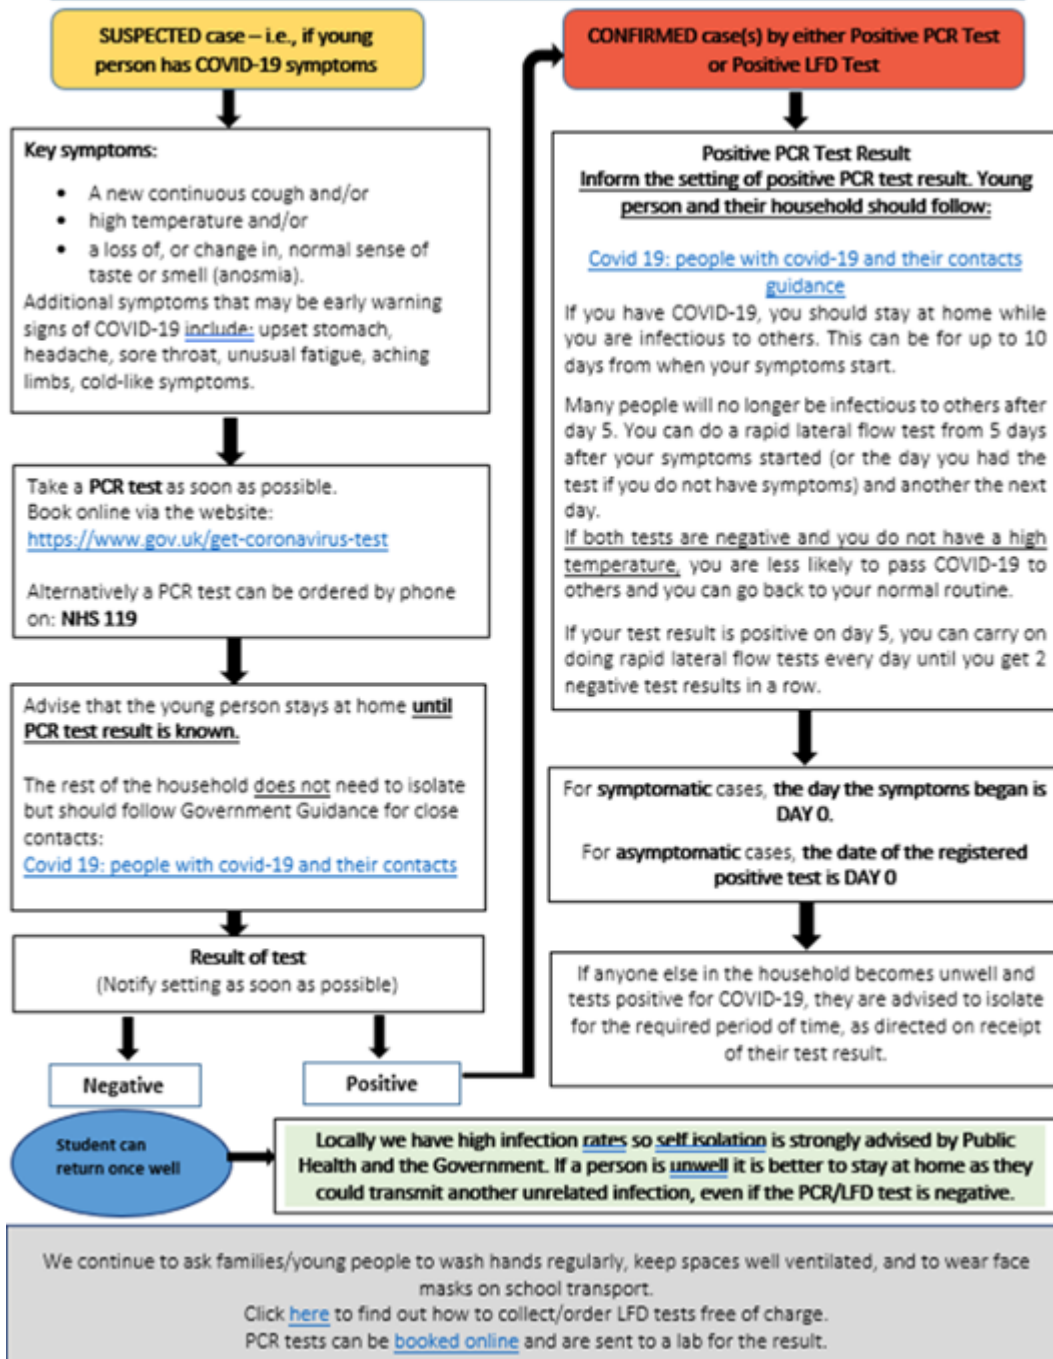 SUSPECTED case – i.e., if young
person has COVID-19 symptoms
Key symptoms:
• A new continuous cough and/or
• high temperature and/or
• a loss of, or change in, normal sense of
taste or smell (anosmia).
Additional symptoms that may be early warning
signs of COVID-19 include: upset stomach,
headache, sore throat, unusual fatigue, aching
limbs, cold-like symptoms.
Take a PCR test as soon as possible.
Book online via the website:
https://www.gov.uk/get-coronavirus-test
Alternatively a PCR test can be ordered by phone
on: NHS 119
Advise that the young person stays at home until
PCR test result is known.
The rest of the household does not need to isolate
but should follow Government Guidance for close
contacts:
Covid 19: people with covid-19 and their contacts
Result of test
(Notify setting as soon as possible)
Negative
Positive
CONFIRMED case(s) by either Positive PCR Test
or Positive LFD Test
Positive PCR Test Result
Inform the setting of positive PCR test result. Young
person and their household should follow:
Covid 19: people with covid-19 and their contacts
guidance
If you have COVID-19, you should stay at home while
you are infectious to others. This can be for up to 10
days from when your symptoms start.
Many people will no longer be infectious to others after
day 5. You can do a rapid lateral flow test from 5 days
after your symptoms started (or the day you had the
test if you do not have symptoms) and another the next
day.
If both tests are negative and you do not have a high
temperature, you are less likely to pass COVID-19 to
others and you can go back to your normal routine.
If your test result is positive on day 5, you can carry on
doing rapid lateral flow tests every day until you get 2
negative test results in a row.
For symptomatic cases, the day the symptoms began is
DAY 0.
For asymptomatic cases, the date of the registered
positive test is DAY 0
If anyone else in the household becomes unwell and
tests positive for COVID-19, they are advised to isolate
for the required period of time, as directed on receipt
of their test result.
Student can
return once well
Locally we have high infection rates so self isolation is strongly advised by Public
Health and the Government. If a person is unwell it is better to stay at home as they
could transmit another unrelated infection, even if the PCR/LFD test is negative.
We continue to ask families/young people to wash hands regularly, keep spaces well ventilated, and to wear face
masks on school transport.
Click here to find out how to collect/order LFD tests free of charge.
PCR tests can be booked online and are sent to a lab for the result.